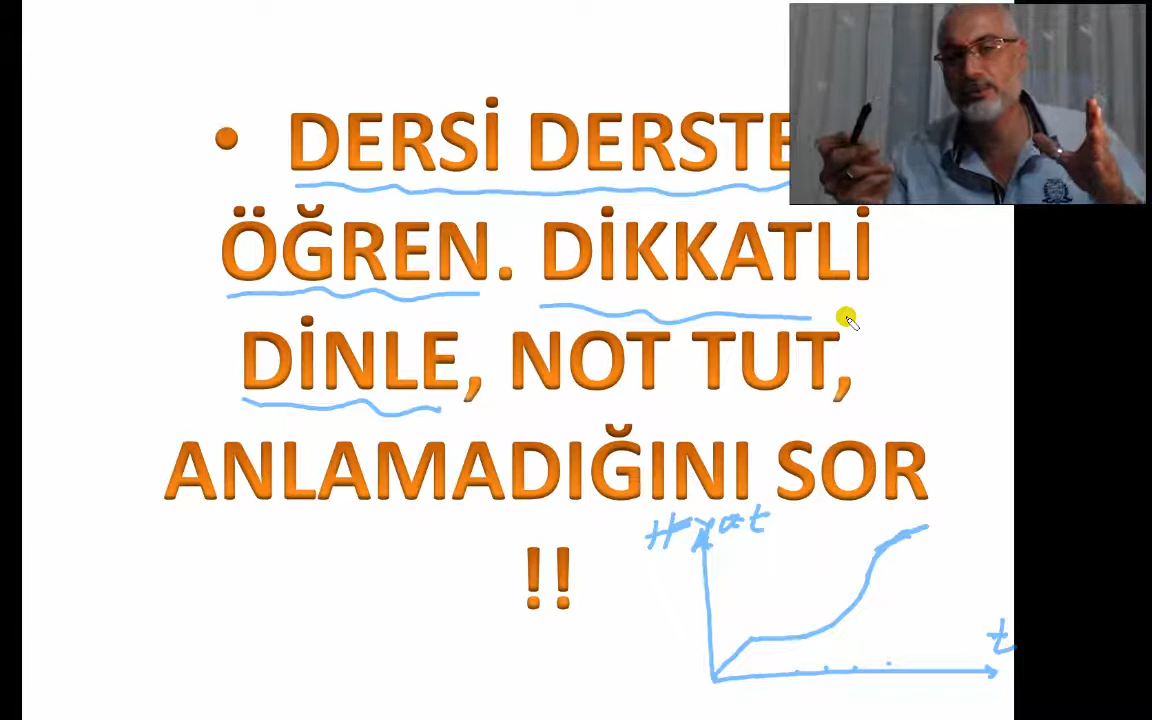 • DERSİ DERSTE
ÖĞREN. DİKKATLİ
DİNLE, NOT TUT,
ANLAMADIĞINI SOR
!!
Hayat
t